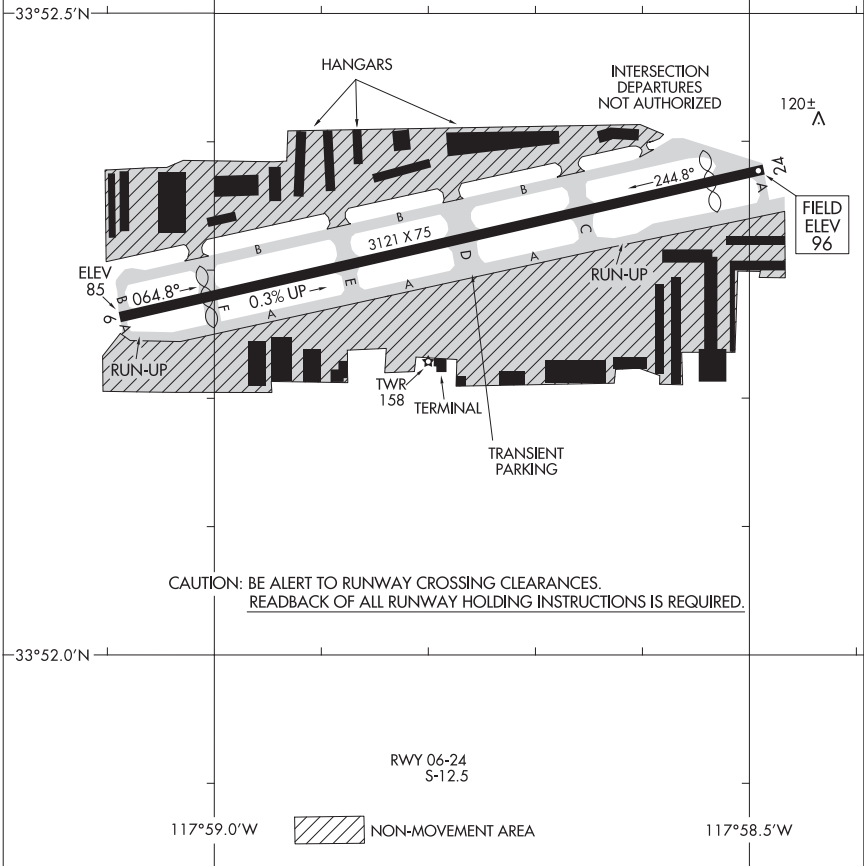 33°52.5'N
HANGARS
INTERSECTION
DEPARTURES
NOT AUTHORIZED
120±
24
244.8°
A
FIELD
ELEV
96
B
B
B
3121 X 75
C
D
A
RUN-UP
ELEV
85
B
064.8°
0.3% UP
E
A
F
A
6
A
RUN-UP
TWR
158
TERMINAL
TRANSIENT
PARKING
CAUTION: BE ALERT TO RUNWAY CROSSING CLEARANCES.
READBACK OF ALL RUNWAY HOLDING INSTRUCTIONS IS REQUIRED.
33°52.0'N
RWY 06-24
S-12.5
117°59.0'W
NON-MOVEMENT AREA
117°58.5'W